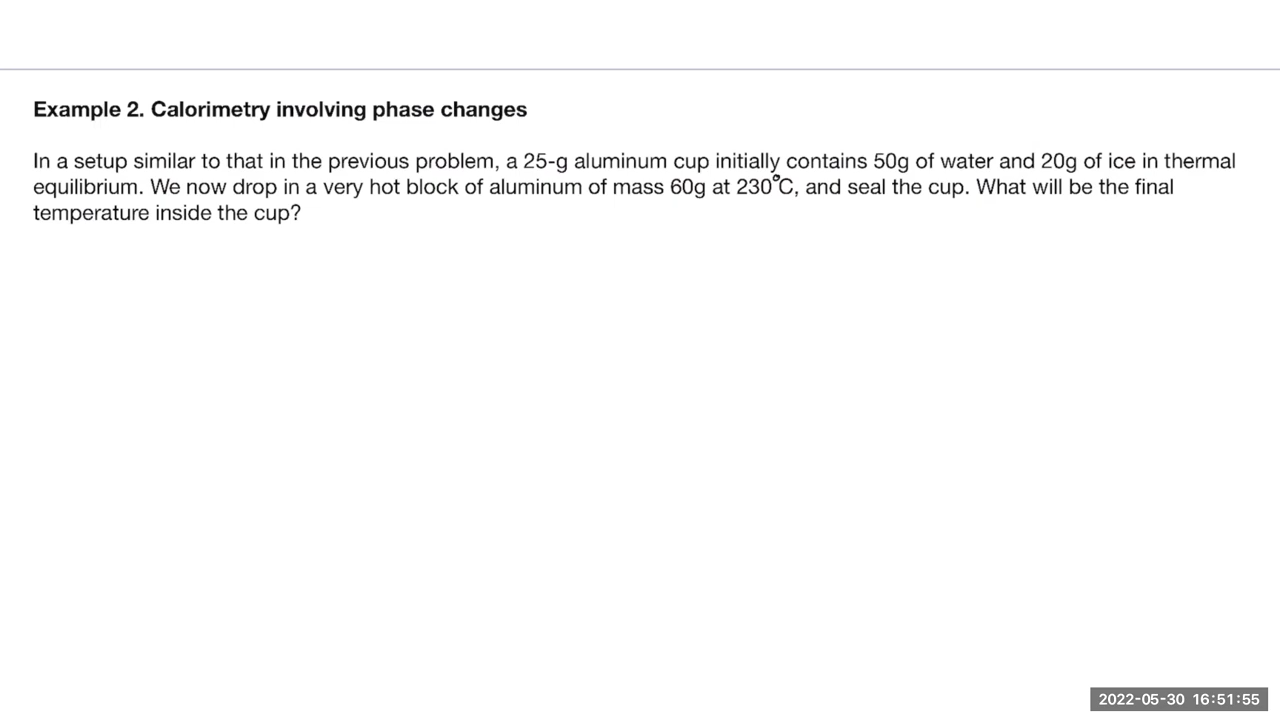 Example 2. Calorimetry involving phase changes
In a setup similar to that in the previous problem, a 25-g aluminum cup initially contains 50g of water and 20g of ice in thermal
equilibrium. We now drop in a very hot block of aluminum of mass 60g at 230°C, and seal the cup. What will be the final
temperature inside the cup?
2022-05-30 16:51:55